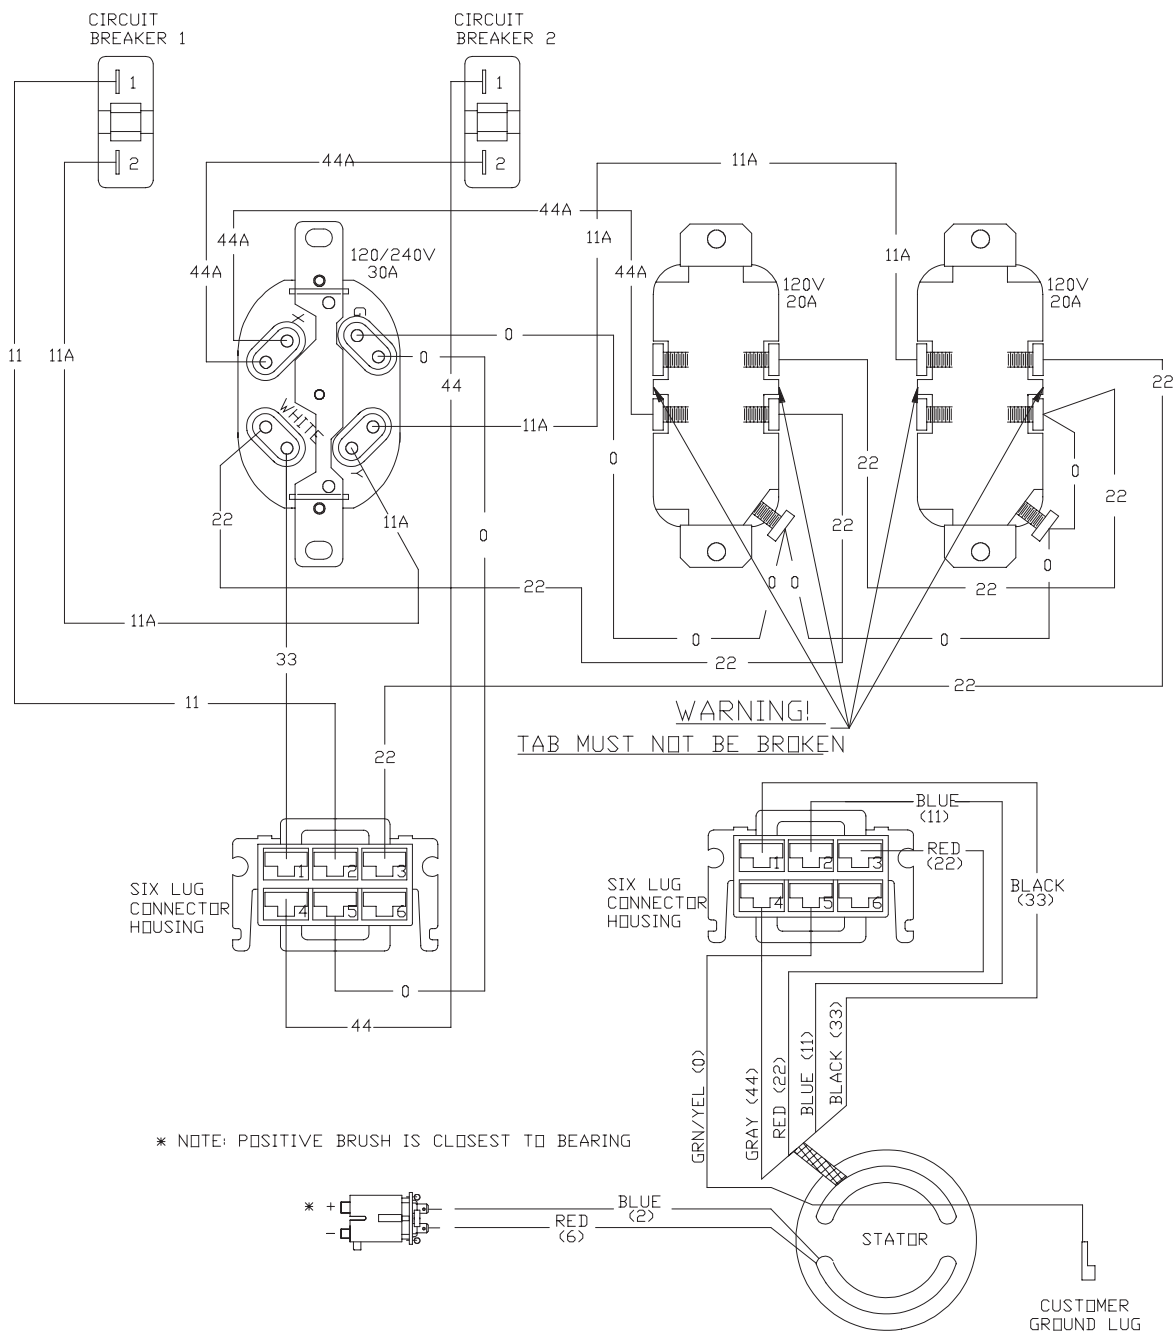 CIRCUIT
BREAKER 1
CIRCUIT
BREAKER 2
1
1
2
2
44A
11A
44A
11A
44A
44A
44A
11A
120/240V
30A
120V
20A
120V
20A
X
G
0
0
11
11A
44
22
WHITE
11A
Y
0
22
0
22
22
11A
22
0
0
22
0
0
22
11A
0
0
33
22
22
11
WARNING!
TAB MUST NOT BE BROKEN
22
BLUE
(11)
RED
(22)
BLACK
(33)
1
2
3
4
5
6
SIX LUG
CONNECTOR
HOUSING
1
2
3
4
5
6
SIX LUG
CONNECTOR
HOUSING
0
44
GRN/YEL (0)
GRAY (44)
RED (22)
BLUE (11)
BLACK (33)
* NOTE: POSITIVE BRUSH IS CLOSEST TO BEARING
* +
-
BLUE
(2)
RED
(6)
STATOR
CUSTOMER
GROUND LUG